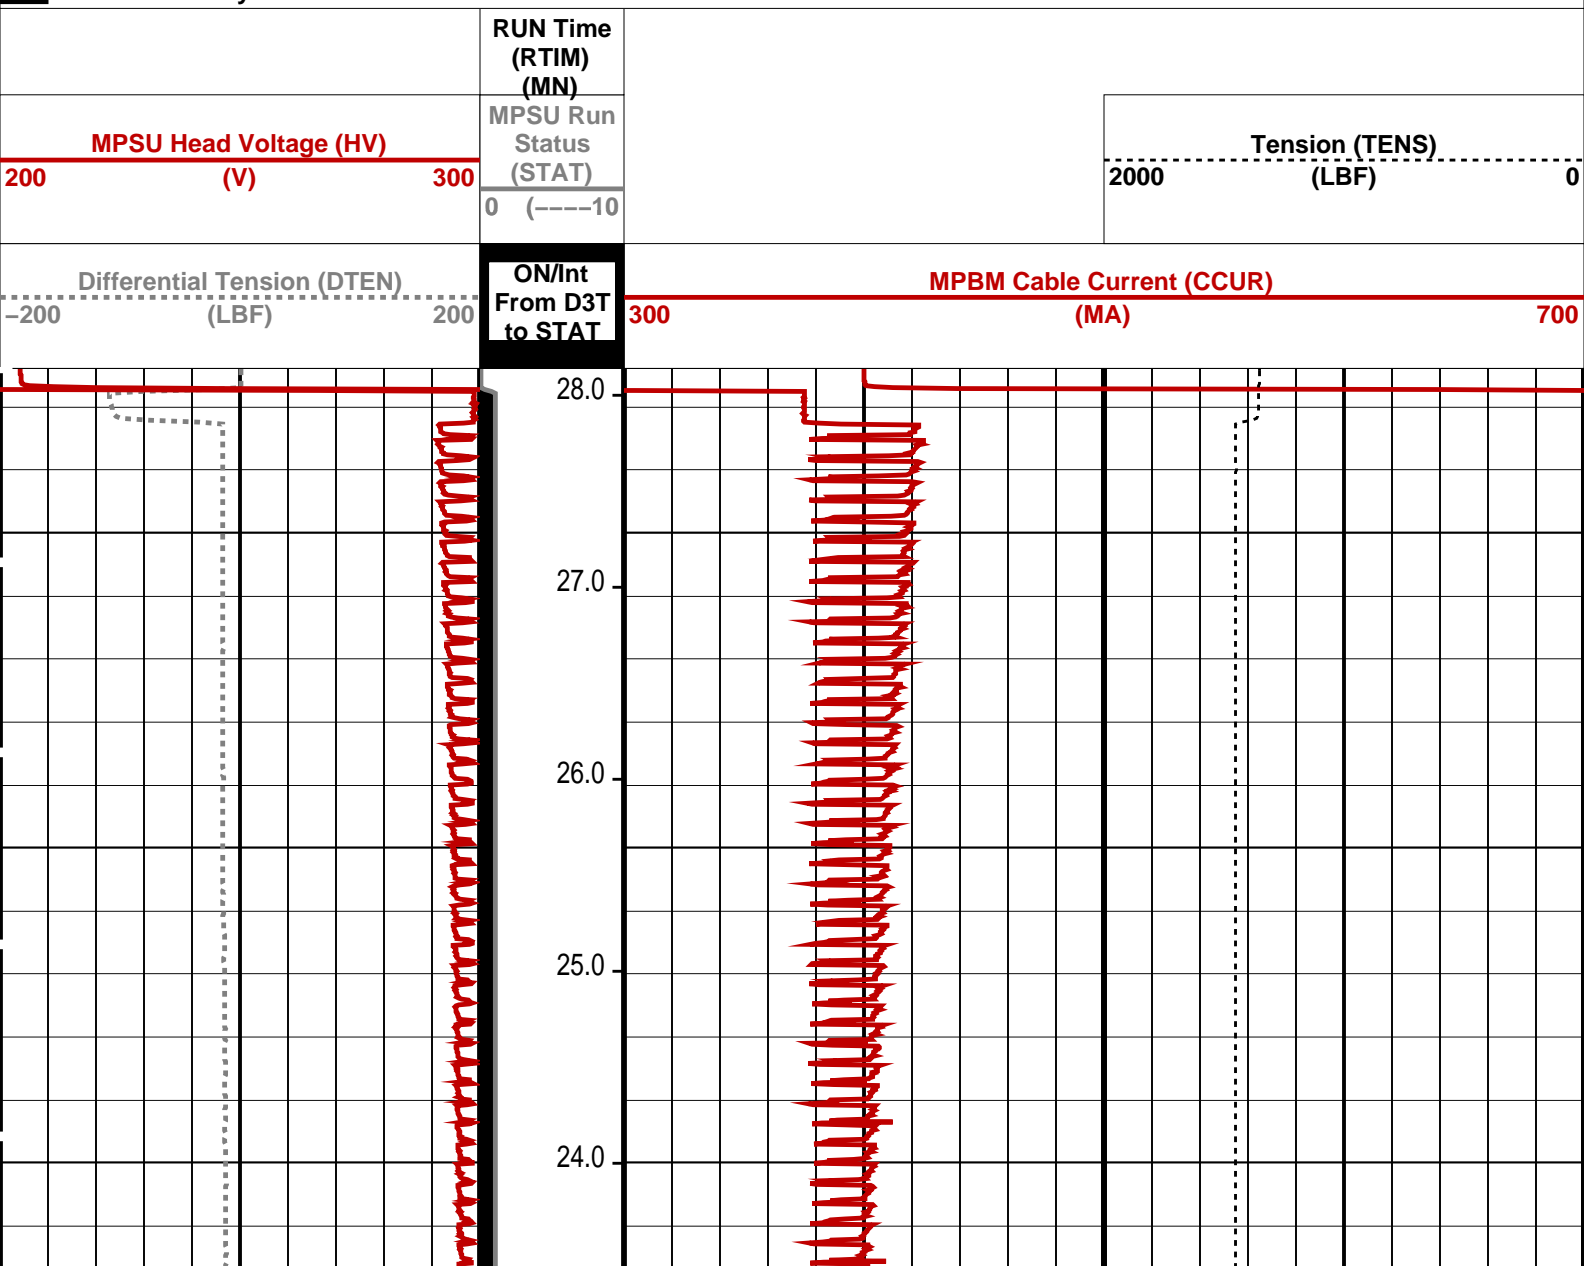 RUN Time
(RTIM)
(MN)
MPSU Head Voltage (HV)
200 (V) 300
MPSU Run
Status
(STAT)
0 (----10
Tension (TENS)
2000 (LBF) 0
Differential Tension (DTEN)
−200 (LBF) 200
ON/Int
From D3T
to STAT
MPBM Cable Current (CCUR)
300 (MA) 700
28.0
27.0
26.0
25.0
24.0